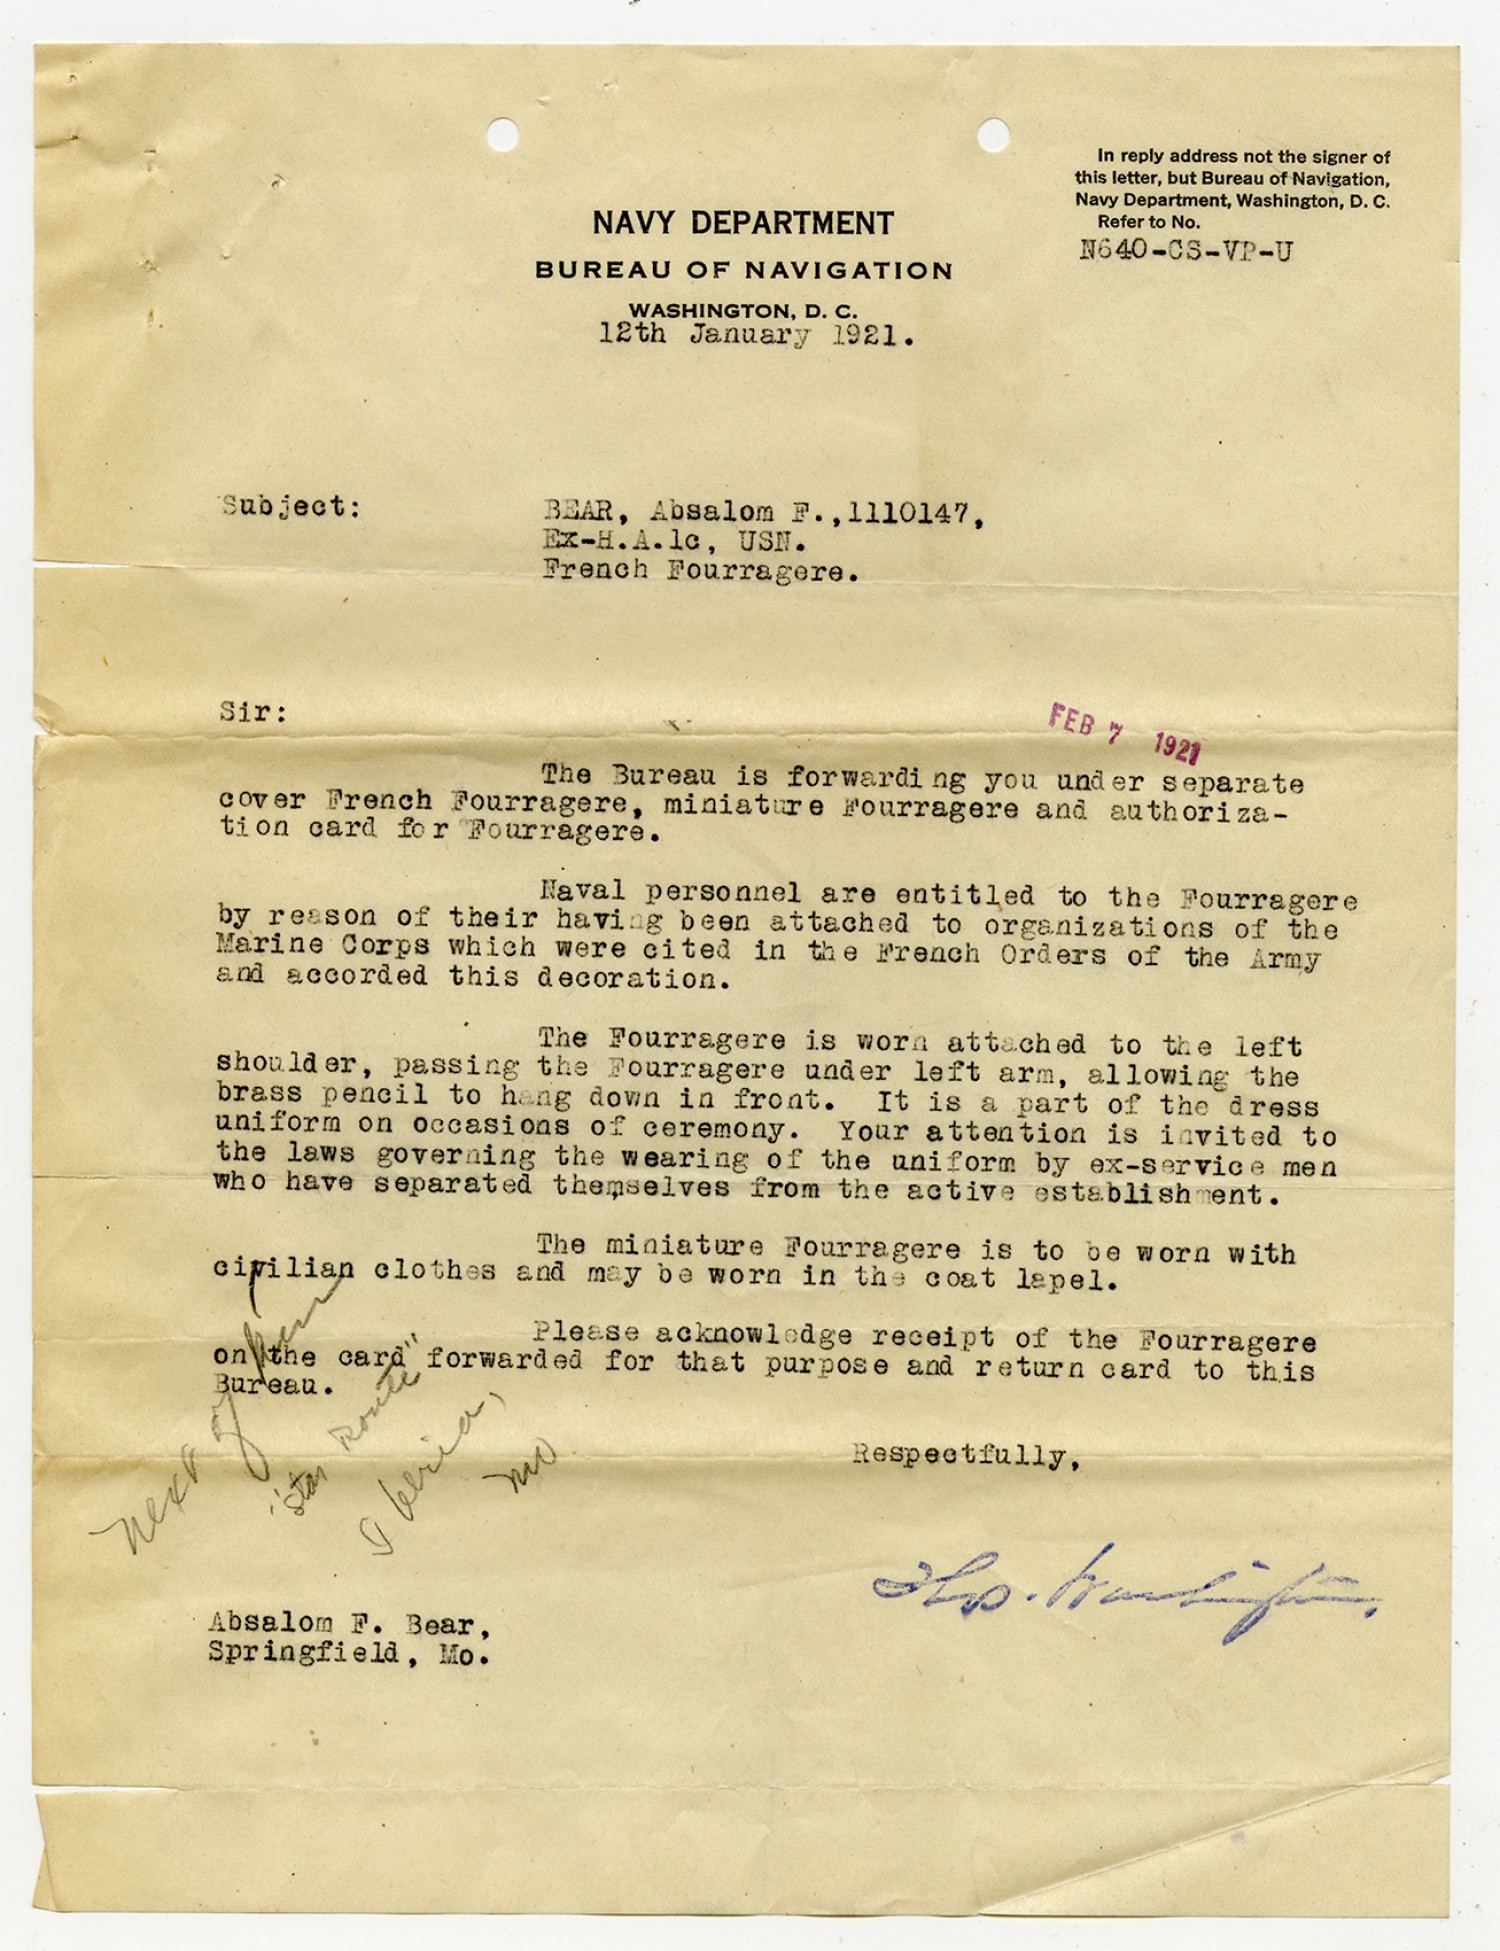 In reply address not the signer of
this letter, but Bureau of Navigation,
Navy Department, Washington, D. C.
Refer to No.
N640-CS-VP-U
NAVY DEPARTMENT
BUREAU OF NAVIGATION
WASHINGTON, D. C.
12th January 1921.
Subject:
BEAR, Absalom F.,1110147,
Ex-H.A.1c, USN.
French Fourragere.
Sir:
FEB 7 1921
The Bureau is forwarding you under separate
cover French Fourragere, miniature Fourragere and authoriza-
tion card for Fourragere.
Naval personnel are entitled to the Fourragere
by reason of their having been attached to organizations of the
Marine Corps which were cited in the French Orders of the Army
and accorded this decoration.
The Fourragere is worn attached to the left
shoulder, passing the Fourragere under left arm, allowing the
brass pencil to hang down in front. It is a part of the dress
uniform on occasions of ceremony. Your attention is invited to
the laws governing the wearing of the uniform by ex-service men
who have separated themselves from the active establishment.
The miniature Fourragere is to be worn with
civilian clothes and may be worn in the coat lapel.
Please acknowledge receipt of the Fourragere
on the card forwarded for that purpose and return card to this
Bureau.
Next of
"Star Route"
Iberia,
Mo
Respectfully,
Thos. Washington.
Absalom F. Bear,
Springfield, Mo.